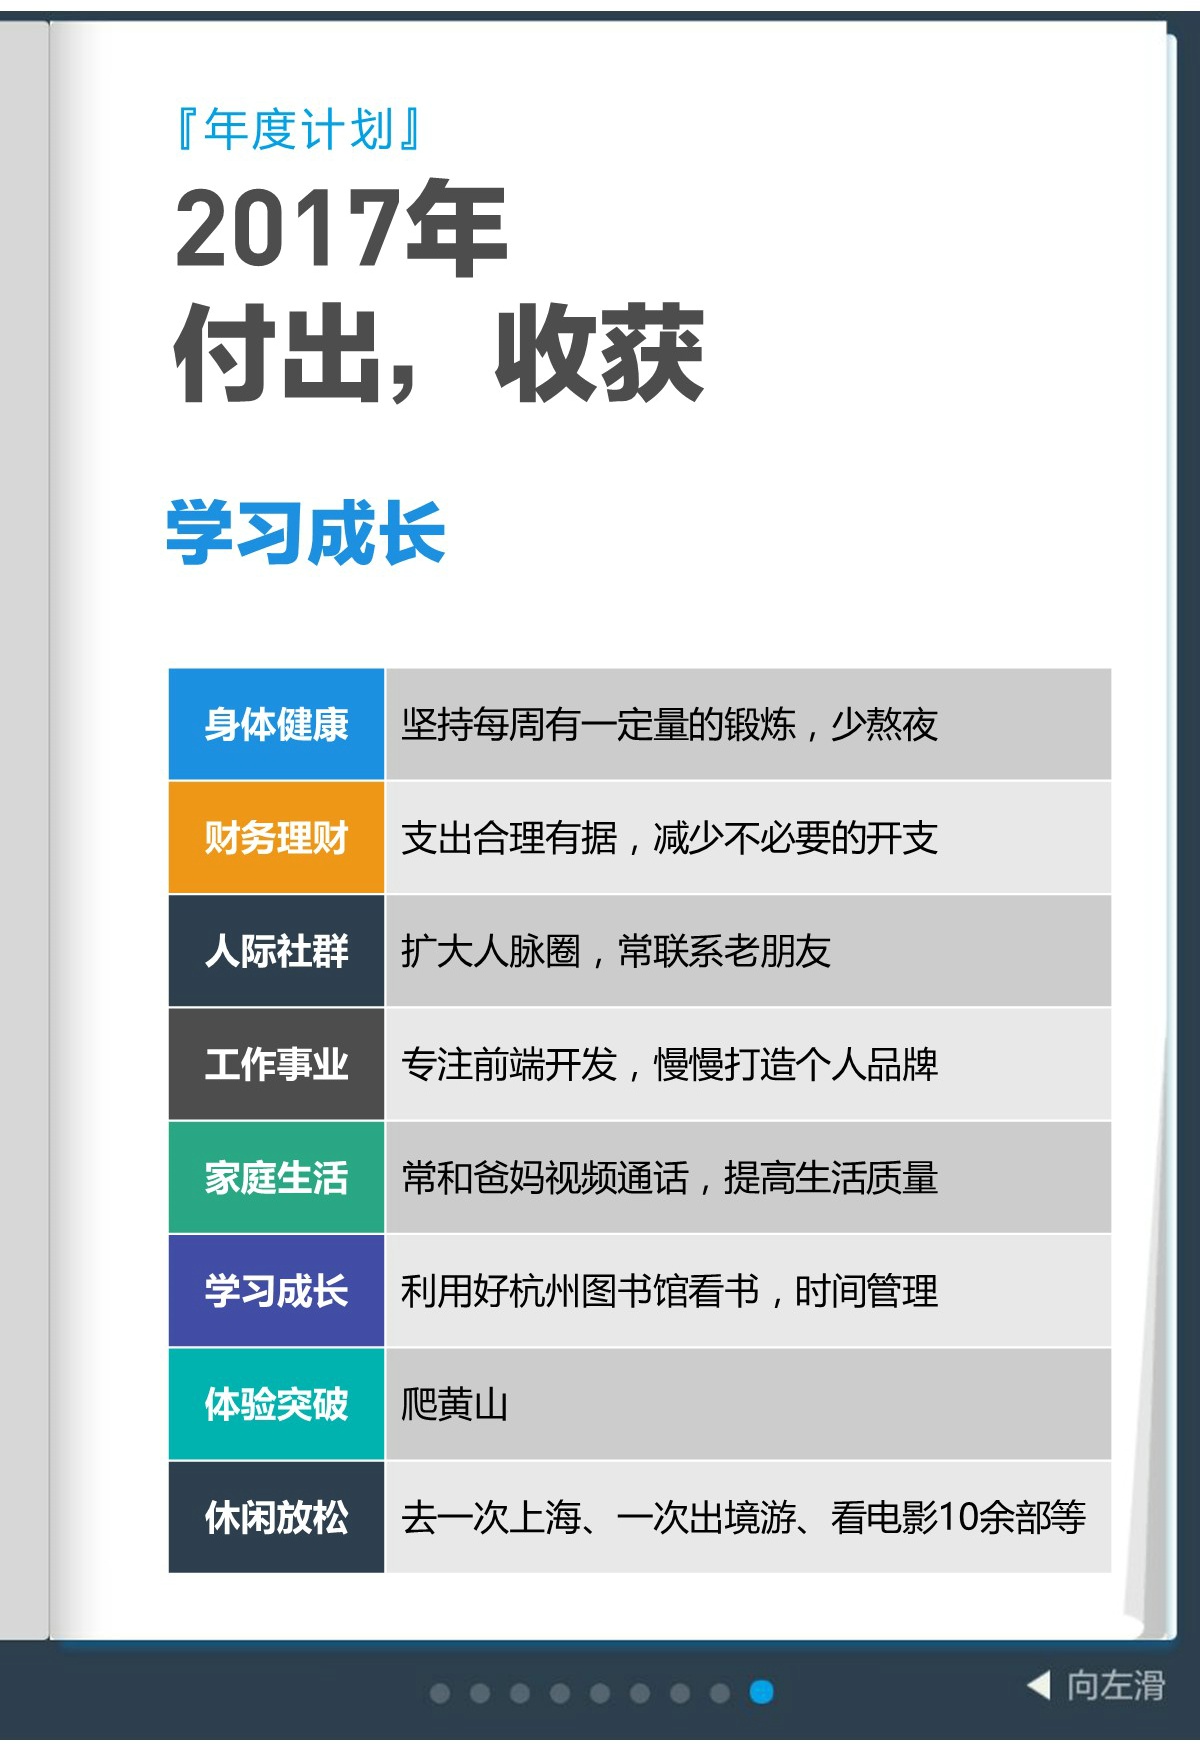 『年度计划』
2017年
付出，收获
学习成长
身体健康 坚持每周有一定量的锻炼，少熬夜
财务理财 支出合理有据，减少不必要的开支
人际社群 扩大人脉圈，常联系老朋友
工作事业 专注前端开发，慢慢打造个人品牌
家庭生活 常和爸妈视频通话，提高生活质量
学习成长 利用好杭州图书馆看书，时间管理
体验突破 爬黄山
休闲放松 去一次上海、一次出境游、看电影10余部等
向左滑